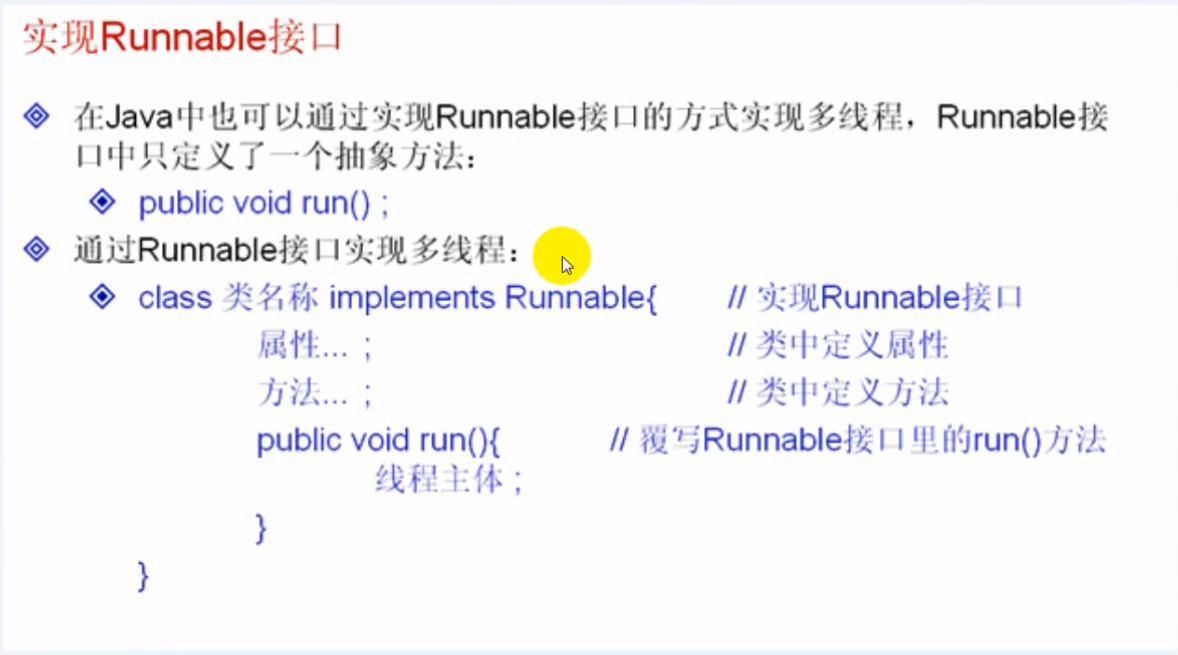 实现Runnable接口
在Java中也可以通过实现Runnable接口的方式实现多线程，Runnable接
口中只定义了一个抽象方法：
public void run() ;
通过Runnable接口实现多线程：
class 类名称 implements Runnable{ // 实现Runnable接口
属性... ; // 类中定义属性
方法... ; // 类中定义方法
public void run(){ // 覆写Runnable接口里的run()方法
线程主体 ;
}
}